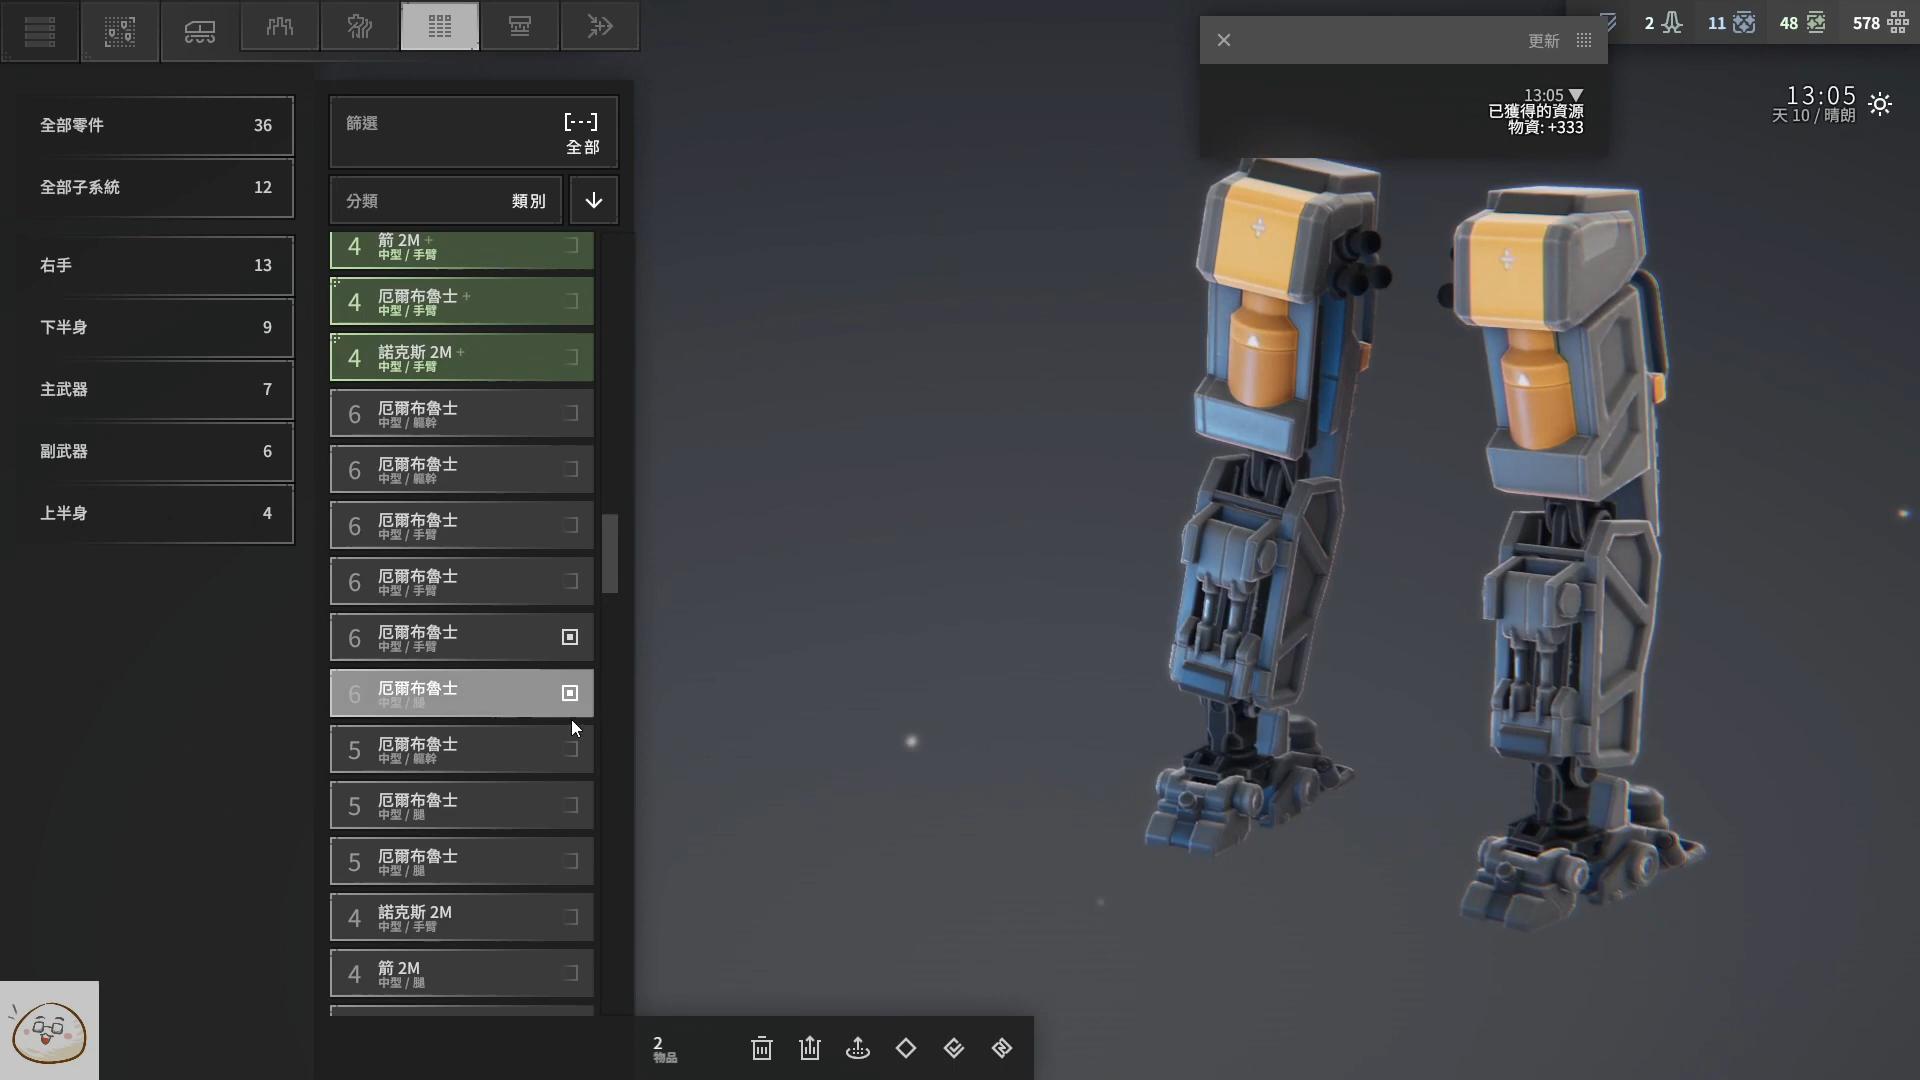 全部零件 36
全部子系統 12
右手 13
下半身 9
主武器 7
副武器 6
上半身 4
篩選 [---]
全部
分類 類別
4 箭 2M +
中型 / 手臂
4 厄爾布魯士 +
中型 / 手臂
4 諾克斯 2M +
中型 / 手臂
6 厄爾布魯士
中型 / 軀幹
6 厄爾布魯士
中型 / 軀幹
6 厄爾布魯士
中型 / 手臂
6 厄爾布魯士
中型 / 手臂
6 厄爾布魯士
中型 / 手臂
6 厄爾布魯士
中型 / 腿
5 厄爾布魯士
中型 / 軀幹
5 厄爾布魯士
中型 / 腿
5 厄爾布魯士
中型 / 腿
4 諾克斯 2M
中型 / 手臂
4 箭 2M
中型 / 腿
2
物品
更新
13:05
已獲得的資源
物資: +333
2 11 48 578
13:05
天 10 / 晴朗